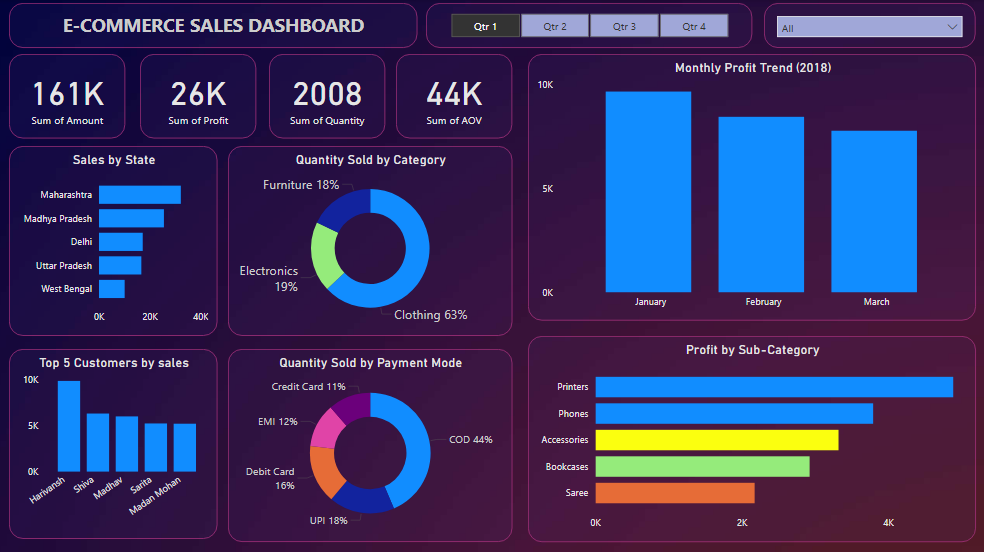 E-COMMERCE SALES DASHBOARD
Qtr 1
Qtr 2
Qtr 3
Qtr 4
All
161K
Sum of Amount
26K
Sum of Profit
2008
Sum of Quantity
44K
Sum of AOV
Monthly Profit Trend (2018)
10K
5K
0K
January
February
March
Sales by State
Maharashtra
Madhya Pradesh
Delhi
Uttar Pradesh
West Bengal
0K
20K
40K
Quantity Sold by Category
Furniture 18%
Electronics
19%
Clothing 63%
Top 5 Customers by sales
10K
5K
0K
Harivansh
Shiva
Madhav
Sarita
Madan Mohan
Quantity Sold by Payment Mode
Credit Card 11%
EMI 12%
COD 44%
Debit Card
16%
UPI 18%
Profit by Sub-Category
Printers
Phones
Accessories
Bookcases
Saree
0K
2K
4K